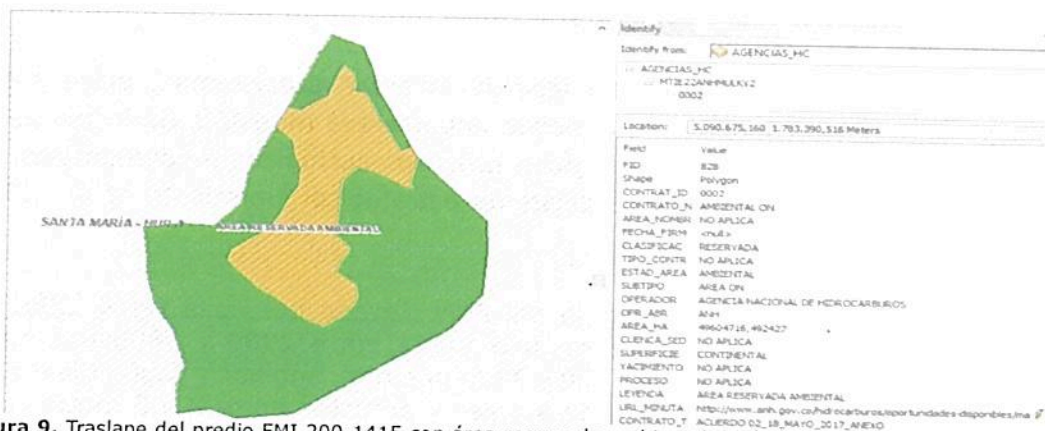 SANTA MARÍA - HUR-1
AREA RESERVADA AMBIENTAL
Identify
Identify from: AGENCIAS_HC
AGENCIAS_HC
0002
Location: 5.090.675,160 1.783.390,516 Meters
Field Value
FID 828
Shape Polygon
CONTRAT_ID 0002
CONTRATO_N AMBIENTAL ON
AREA_NOMBR NO APLICA
FECHA_FIRM <null>
CLASIFICAC RESERVADA
TIPO_CONTR NO APLICA
ESTAD_AREA AMBIENTAL
SUBTIPO AREA ON
OPERADOR AGENCIA NACIONAL DE HIDROCARBUROS
OPR_ABR ANH
AREA_HA 49604716,492427
CUENCA_SED NO APLICA
SUPERFICIE CONTINENTAL
YACIMIENTO NO APLICA
PROCESO NO APLICA
LEYENDA AREA RESERVADA AMBIENTAL
URL_MINUTA http://www.anh.gov.co/hidrocarburos/oportunidades-disponibles/ma
CONTRATO_T ACUERDO 02_18_MAYO_2017_ANEXO
ura 9. Traslape del predio FMI 200-141F con área